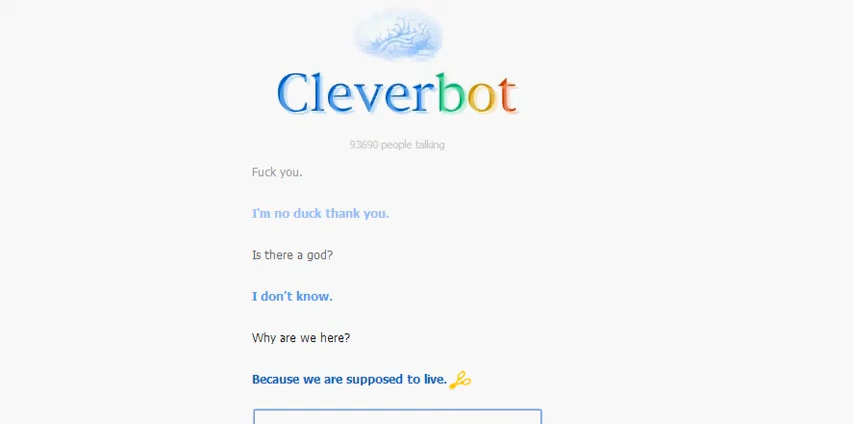 Cleverbot
93690 people talking
Fuck you.
I'm no duck thank you.
Is there a god?
I don't know.
Why are we here?
Because we are supposed to live.